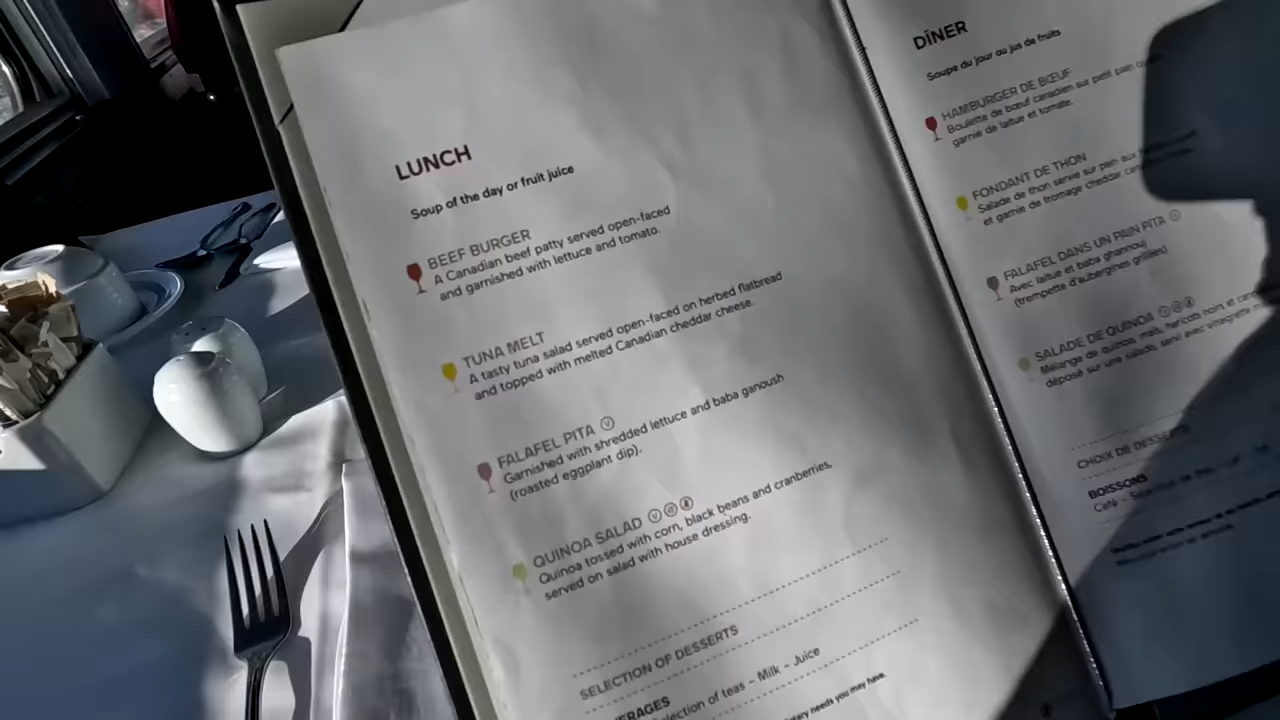 LUNCH
Soup of the day or fruit juice
BEEF BURGER
A Canadian beef patty served open-faced
and garnished with lettuce and tomato.
TUNA MELT
A tasty tuna salad served open-faced on herbed flatbread
and topped with melted Canadian cheddar cheese.
FALAFEL PITA V
Garnished with shredded lettuce and baba ganoush
(roasted eggplant dip).
QUINOA SALAD V
Quinoa tossed with corn, black beans and cranberries,
served on salad with house dressing.
SELECTION OF DESSERTS
ERAGES
lection of teas – Milk – Juice
etary needs you may have.
DÎNER
Soupe du jour ou jus de fruits
HAMBURGER DE BŒUF
Boulette de bœuf canadien sur petit pain
garnie de laitue et tomate.
FONDANT DE THON
Salade de thon servie sur pain aux
et garnie de fromage cheddar
FALAFEL DANS UN PAIN PITA V
Avec laitue et baba ghannouj
(trempette d'aubergines grillées)
SALADE DE QUINOA V
Mélange de quinoa, maïs, haricots noirs et
déposé sur une salade, servi avec vinaigrette
CHOIX DE DESSERTS
BOISSONS
Café –